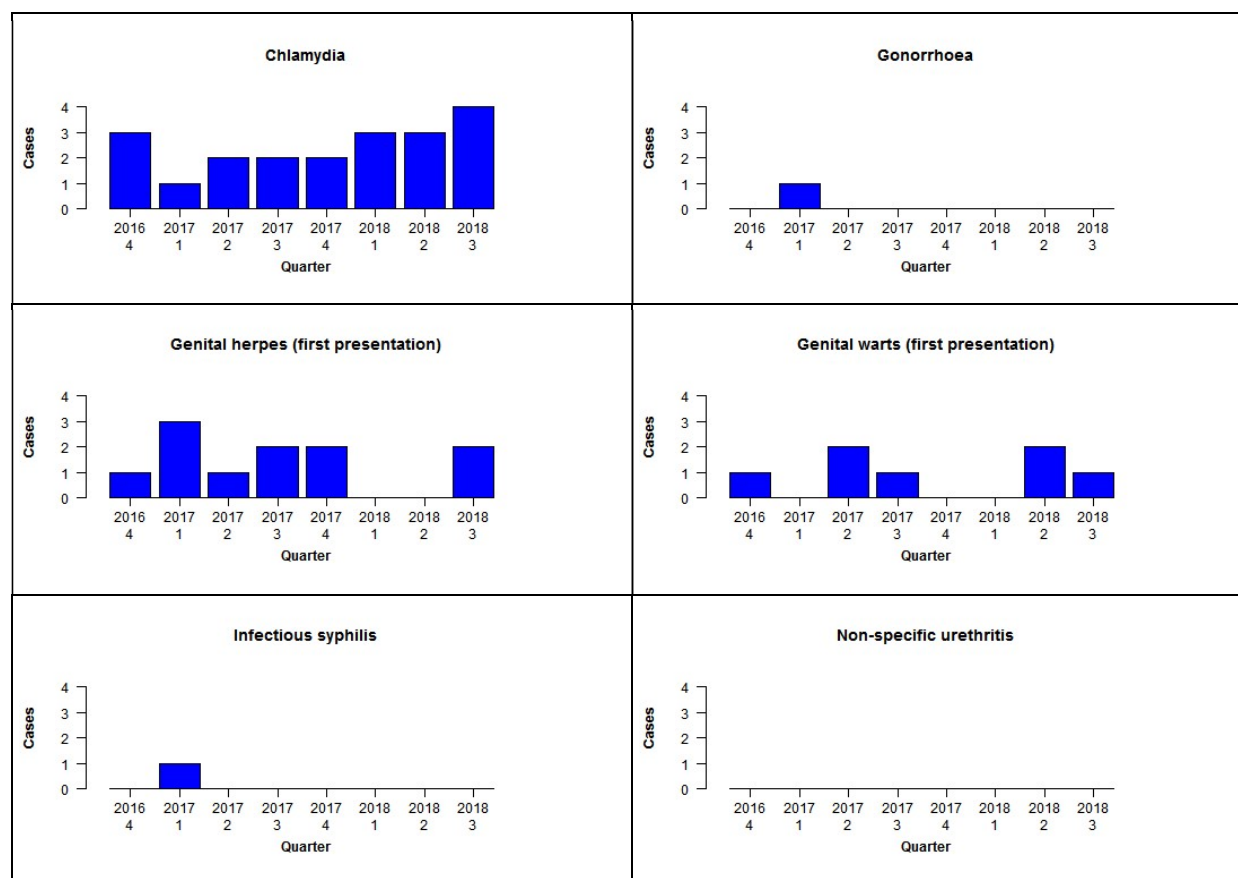 Chlamydia
Cases
4
3
2
1
0
2016 2017 2017 2017 2017 2018 2018 2018
4 1 2 3 4 1 2 3
Quarter
Gonorrhoea
Cases
4
3
2
1
0
2016 2017 2017 2017 2017 2018 2018 2018
4 1 2 3 4 1 2 3
Quarter
Genital herpes (first presentation)
Cases
4
3
2
1
0
2016 2017 2017 2017 2017 2018 2018 2018
4 1 2 3 4 1 2 3
Quarter
Genital warts (first presentation)
Cases
4
3
2
1
0
2016 2017 2017 2017 2017 2018 2018 2018
4 1 2 3 4 1 2 3
Quarter
Infectious syphilis
Cases
4
3
2
1
0
2016 2017 2017 2017 2017 2018 2018 2018
4 1 2 3 4 1 2 3
Quarter
Non-specific urethritis
Cases
4
3
2
1
0
2016 2017 2017 2017 2017 2018 2018 2018
4 1 2 3 4 1 2 3
Quarter